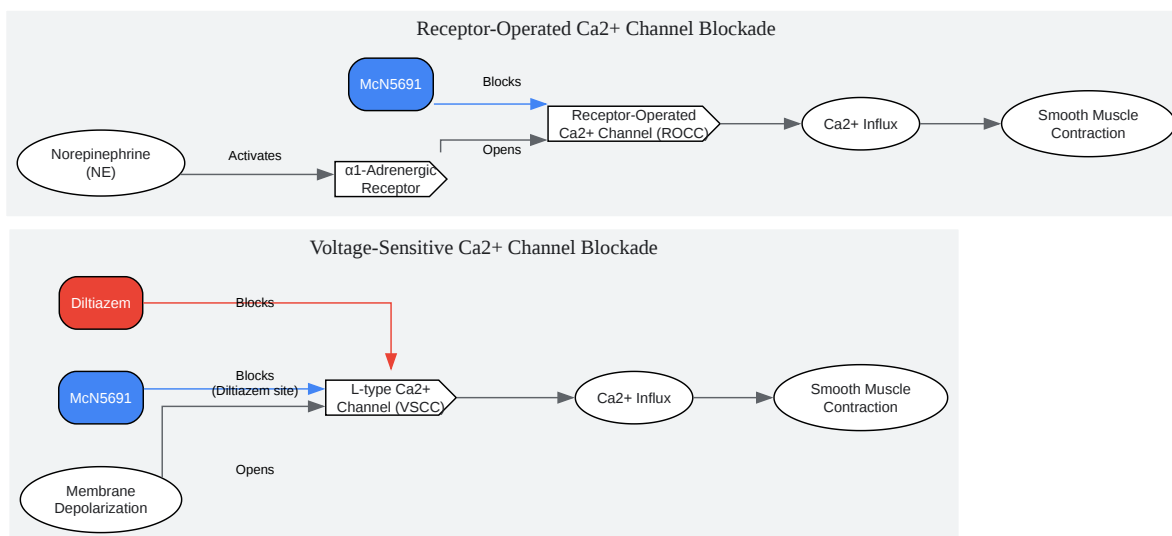 Receptor-Operated Ca2+ Channel Blockade
McN5691
Blocks
Receptor-Operated
Ca2+ Channel (ROCC)
Ca2+ Influx
Smooth Muscle
Contraction
Norepinephrine
(NE)
Activates
α1-Adrenergic
Receptor
Opens
Voltage-Sensitive Ca2+ Channel Blockade
Diltiazem
Blocks
McN5691
Blocks
(Diltiazem site)
L-type Ca2+
Channel (VSCC)
Ca2+ Influx
Smooth Muscle
Contraction
Opens
Membrane
Depolarization